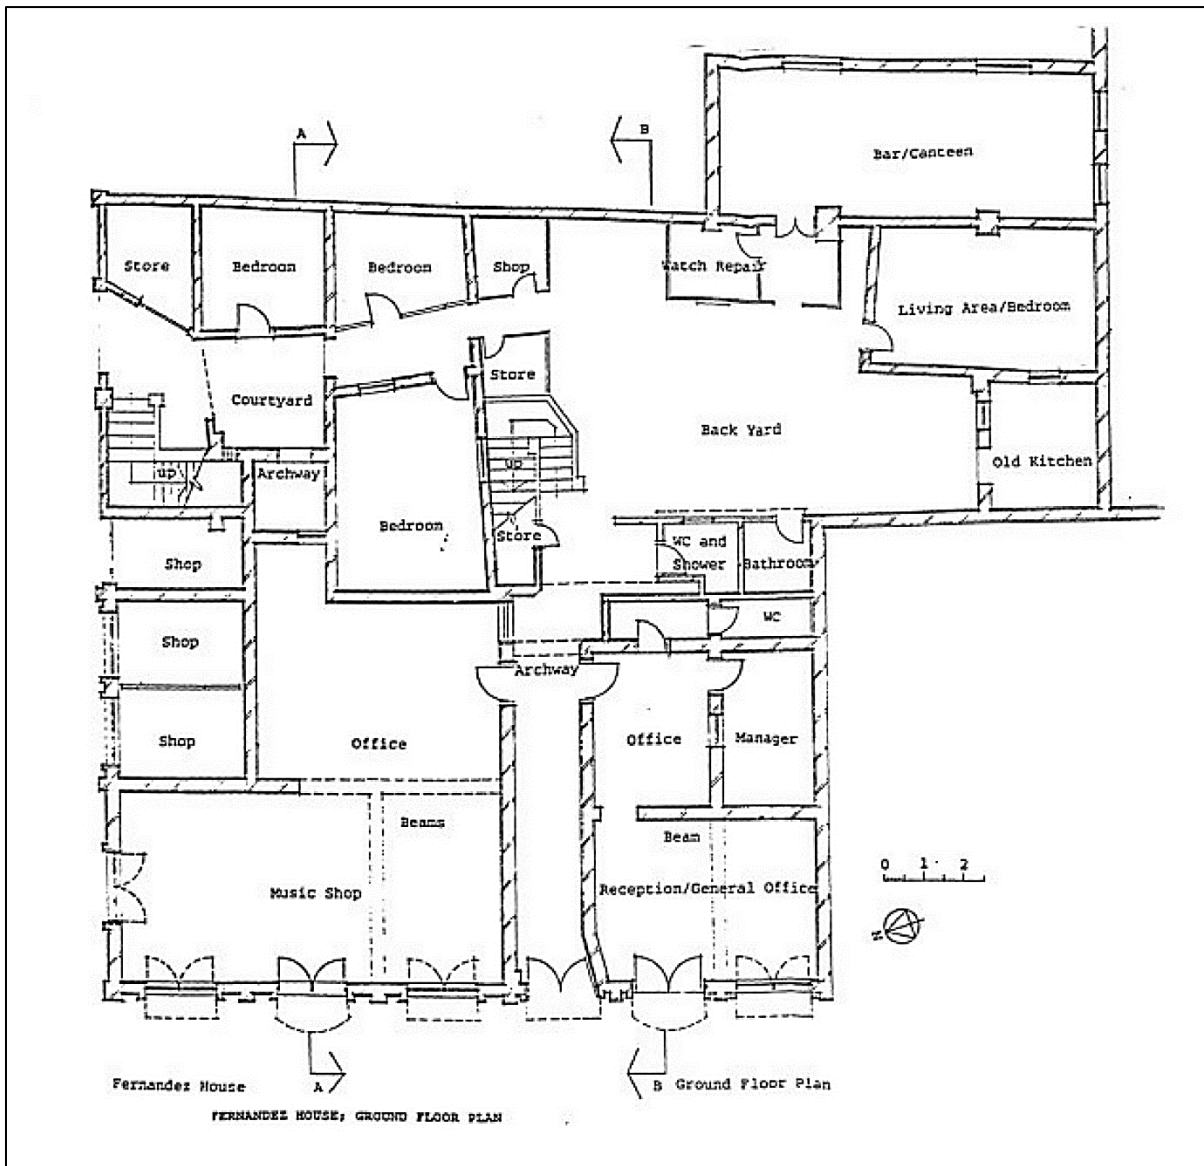 A
B
Bar/Canteen
Store
Bedroom
Bedroom
Shop
Watch Repair
Living Area/Bedroom
Store
Courtyard
Back Yard
up
Archway
up
Old Kitchen
Bedroom
Store
WC and
Shower
Bathroom
Shop
WC
Shop
Archway
Shop
Office
Office
Manager
Beams
Beam
0 1 2
Music Shop
Reception/General Office
N
Fernandez House
A
B
Ground Floor Plan
FERNANDEZ HOUSE; GROUND FLOOR PLAN